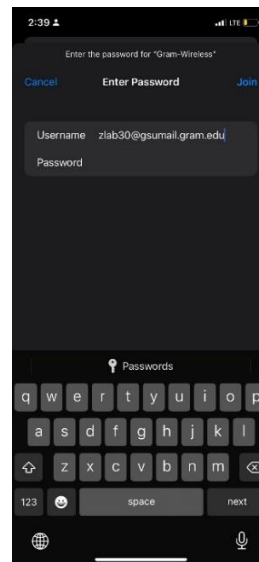 2:39
LTE
Enter the password for "Gram-Wireless"
Cancel Enter Password Join
Username zlab30@gsumail.gram.edu
Password
Passwords
q w e r t y u i o p
a s d f g h j k l
z x c v b n m
123 space next